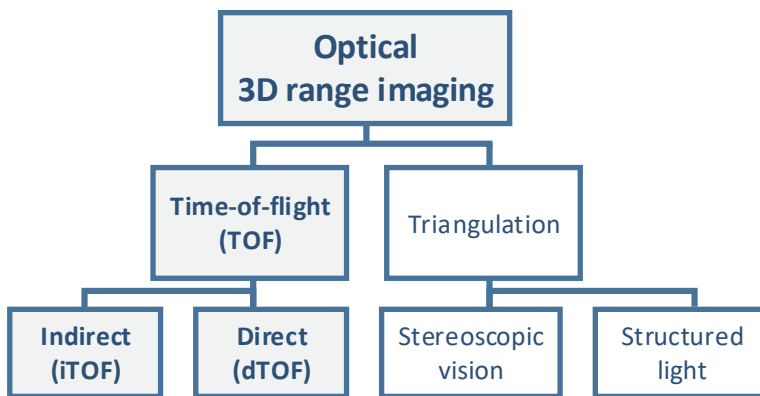 Optical
3D range imaging
Time-of-flight
(TOF)
Triangulation
Indirect
(iTOF)
Direct
(dTOF)
Stereoscopic
vision
Structured
light